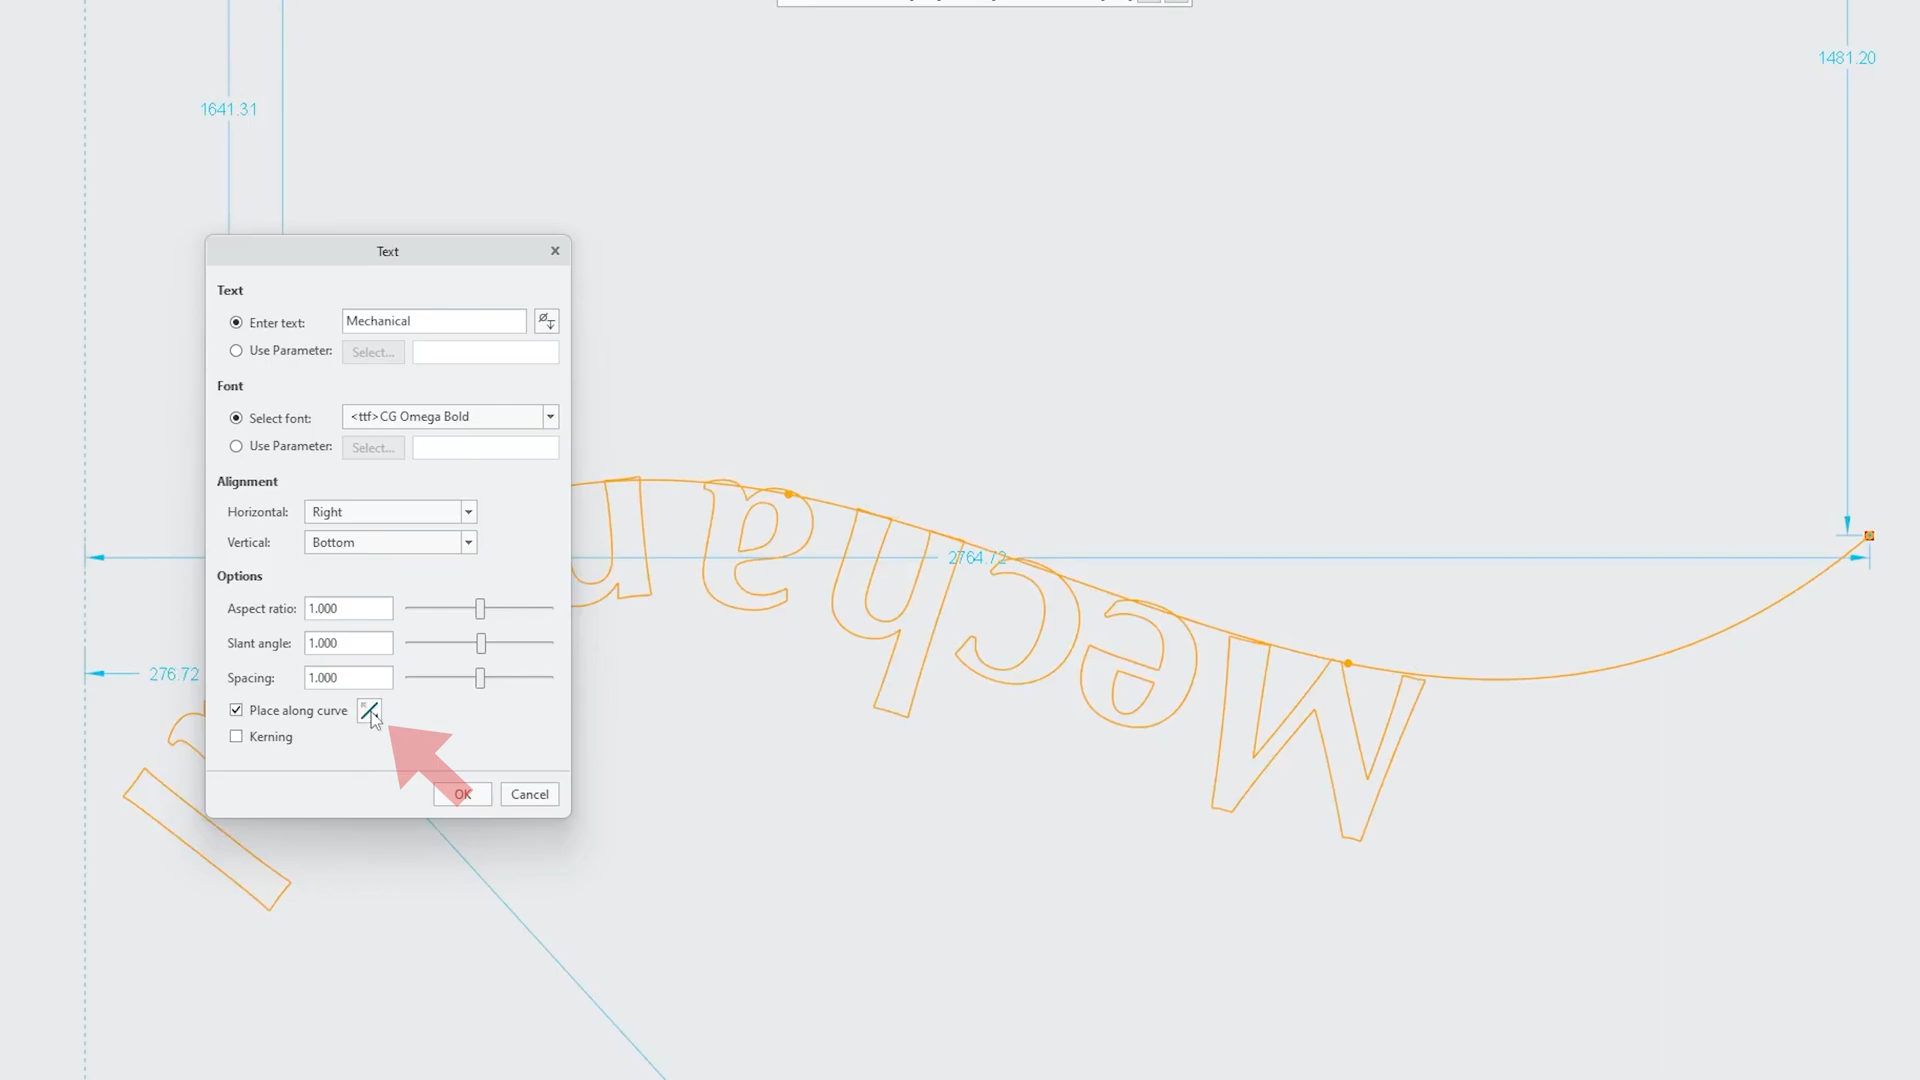 1481.20
1641.31
Text
x
Text
Enter text:
Mechanical
Use Parameter:
Select...
Font
Select font:
<ttf>CG Omega Bold
Use Parameter:
Select...
Alignment
Horizontal:
Right
Vertical:
Bottom
2764.72
Options
Aspect ratio:
1.000
Slant angle:
1.000
Spacing:
1.000
276.72
Place along curve
Kerning
OK
Cancel
Mechan